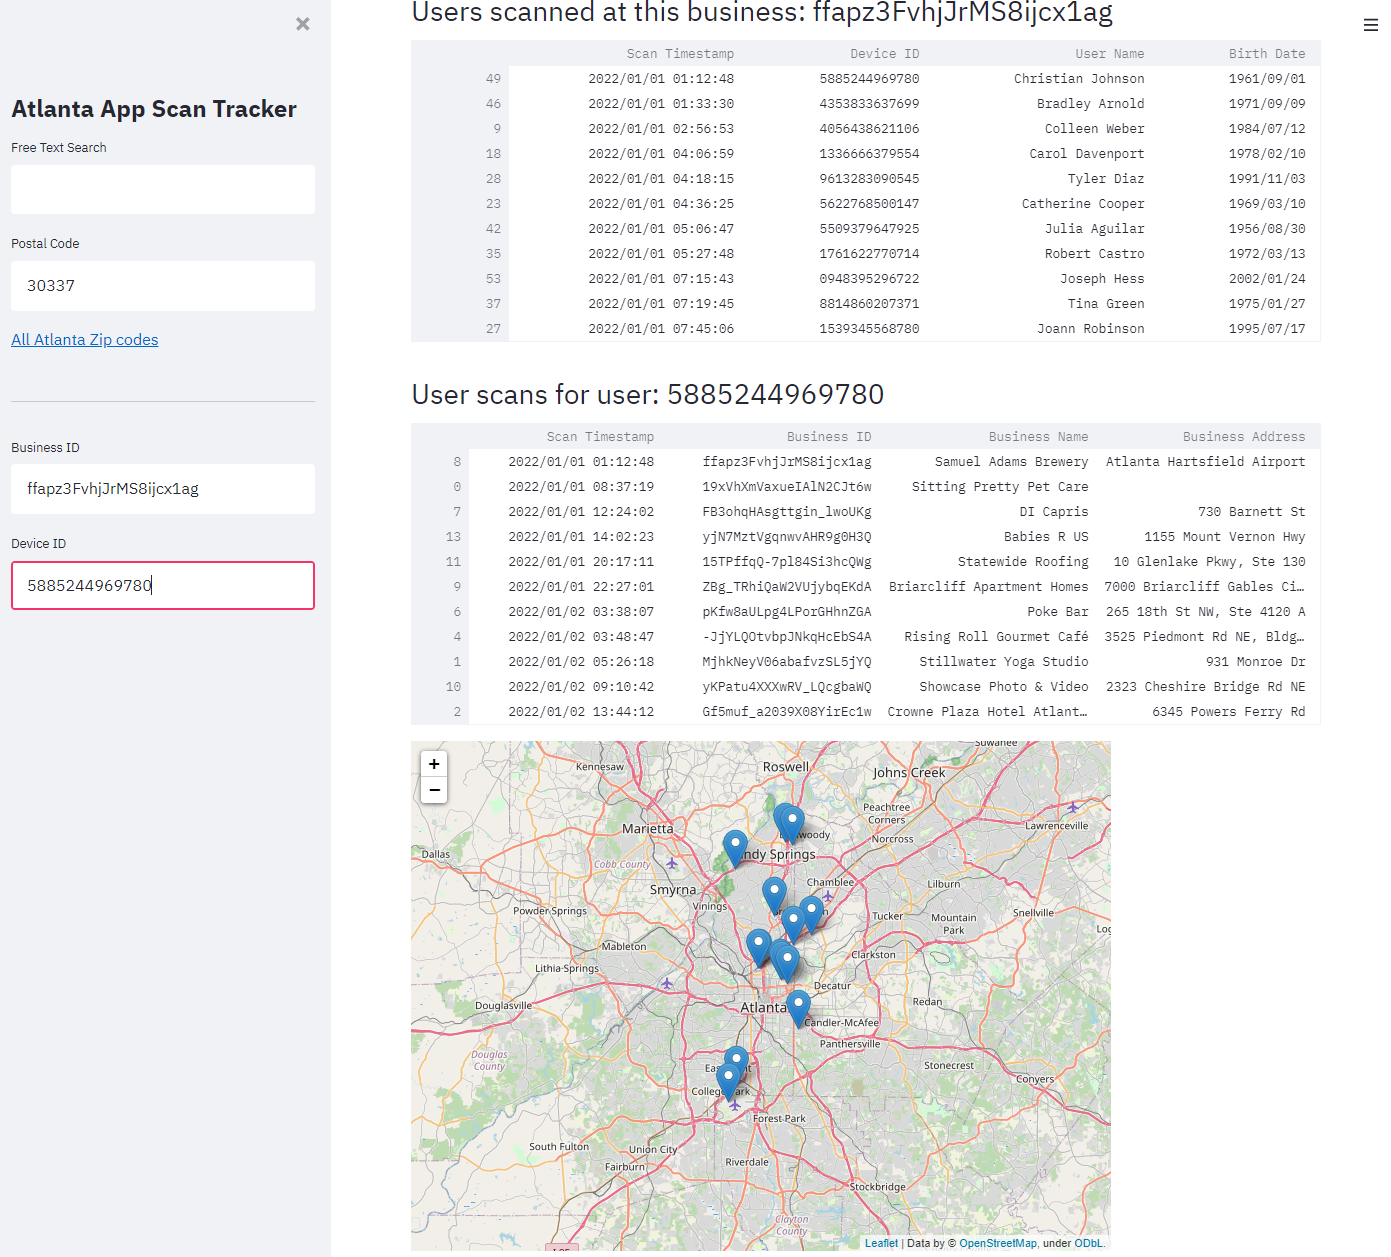 ×
Atlanta App Scan Tracker
Free Text Search
Postal Code
30337
All Atlanta Zip codes
Business ID
ffapz3FvhjJrMS8ijcx1ag
Device ID
5885244969780
Users scanned at this business: ffapz3FvhjJrMS8ijcx1ag
Scan Timestamp Device ID User Name Birth Date
49 2022/01/01 01:12:48 5885244969780 Christian Johnson 1961/09/01
46 2022/01/01 01:33:30 4353833637699 Bradley Arnold 1971/09/09
9 2022/01/01 02:56:53 4056438621106 Colleen Weber 1984/07/12
18 2022/01/01 04:06:59 1336666379554 Carol Davenport 1978/02/10
28 2022/01/01 04:18:15 9613283090545 Tyler Diaz 1991/11/03
23 2022/01/01 04:36:25 5622768500147 Catherine Cooper 1969/03/10
42 2022/01/01 05:06:47 5509379647925 Julia Aguilar 1956/08/30
35 2022/01/01 05:27:48 1761622770714 Robert Castro 1972/03/13
53 2022/01/01 07:15:43 0948395296722 Joseph Hess 2002/01/24
37 2022/01/01 07:19:45 8814860207371 Tina Green 1975/01/27
27 2022/01/01 07:45:06 1539345568780 Joann Robinson 1995/07/17
User scans for user: 5885244969780
Scan Timestamp Business ID Business Name Business Address
8 2022/01/01 01:12:48 ffapz3FvhjJrMS8ijcx1ag Samuel Adams Brewery Atlanta Hartsfield Airport
0 2022/01/01 08:37:19 19xVhXmVaxueIAlN2CJt6w Sitting Pretty Pet Care
7 2022/01/01 12:24:02 FB3ohqHAsgttgin_lwoUKg DI Capris 730 Barnett St
13 2022/01/01 14:02:23 yjN7MztVgqnwvAHR9g0H3Q Babies R US 1155 Mount Vernon Hwy
11 2022/01/01 20:17:11 15TPffqQ-7pl84Si3hcQWg Statewide Roofing 10 Glenlake Pkwy, Ste 130
9 2022/01/01 22:27:01 ZBg_TRhiQaW2VUjybqEKdA Briarcliff Apartment Homes 7000 Briarcliff Gables Ci…
6 2022/01/02 03:38:07 pKfw8aULpg4LPorGHhnZGA Poke Bar 265 18th St NW, Ste 4120 A
4 2022/01/02 03:48:47 -JjYLQOtvbpJNkqHcEbS4A Rising Roll Gourmet Café 3525 Piedmont Rd NE, Bldg…
1 2022/01/02 05:26:18 MjhkNeyV06abafvzSL5jYQ Stillwater Yoga Studio 931 Monroe Dr
10 2022/01/02 09:10:42 yKPatu4XXXwRV_LQcgbaWQ Showcase Photo & Video 2323 Cheshire Bridge Rd NE
2 2022/01/02 13:44:12 Gf5muf_a2039X08YirEc1w Crowne Plaza Hotel Atlant… 6345 Powers Ferry Rd
+
−
Suwanee
Kennesaw
Roswell
Johns Creek
Peachtree
Corners
Lawrenceville
Marietta
Norcross
Dallas
Cobb County
Sandy Springs
Smyrna
Chamblee
Lilburn
Vinings
Powder Springs
Tucker
Mountain
Park
Snellville
Mableton
Clarkston
Lithia-Springs
Decatur
Douglasville
Atlanta
Redan
Candler-McAfee
Panthersville
Douglas
County
Stonecrest
College Park
Conyers
Forest Park
South Fulton
Union City
Fairburn
Riverdale
Stockbridge
Clayton
County
Leaflet | Data by © OpenStreetMap, under ODbL.